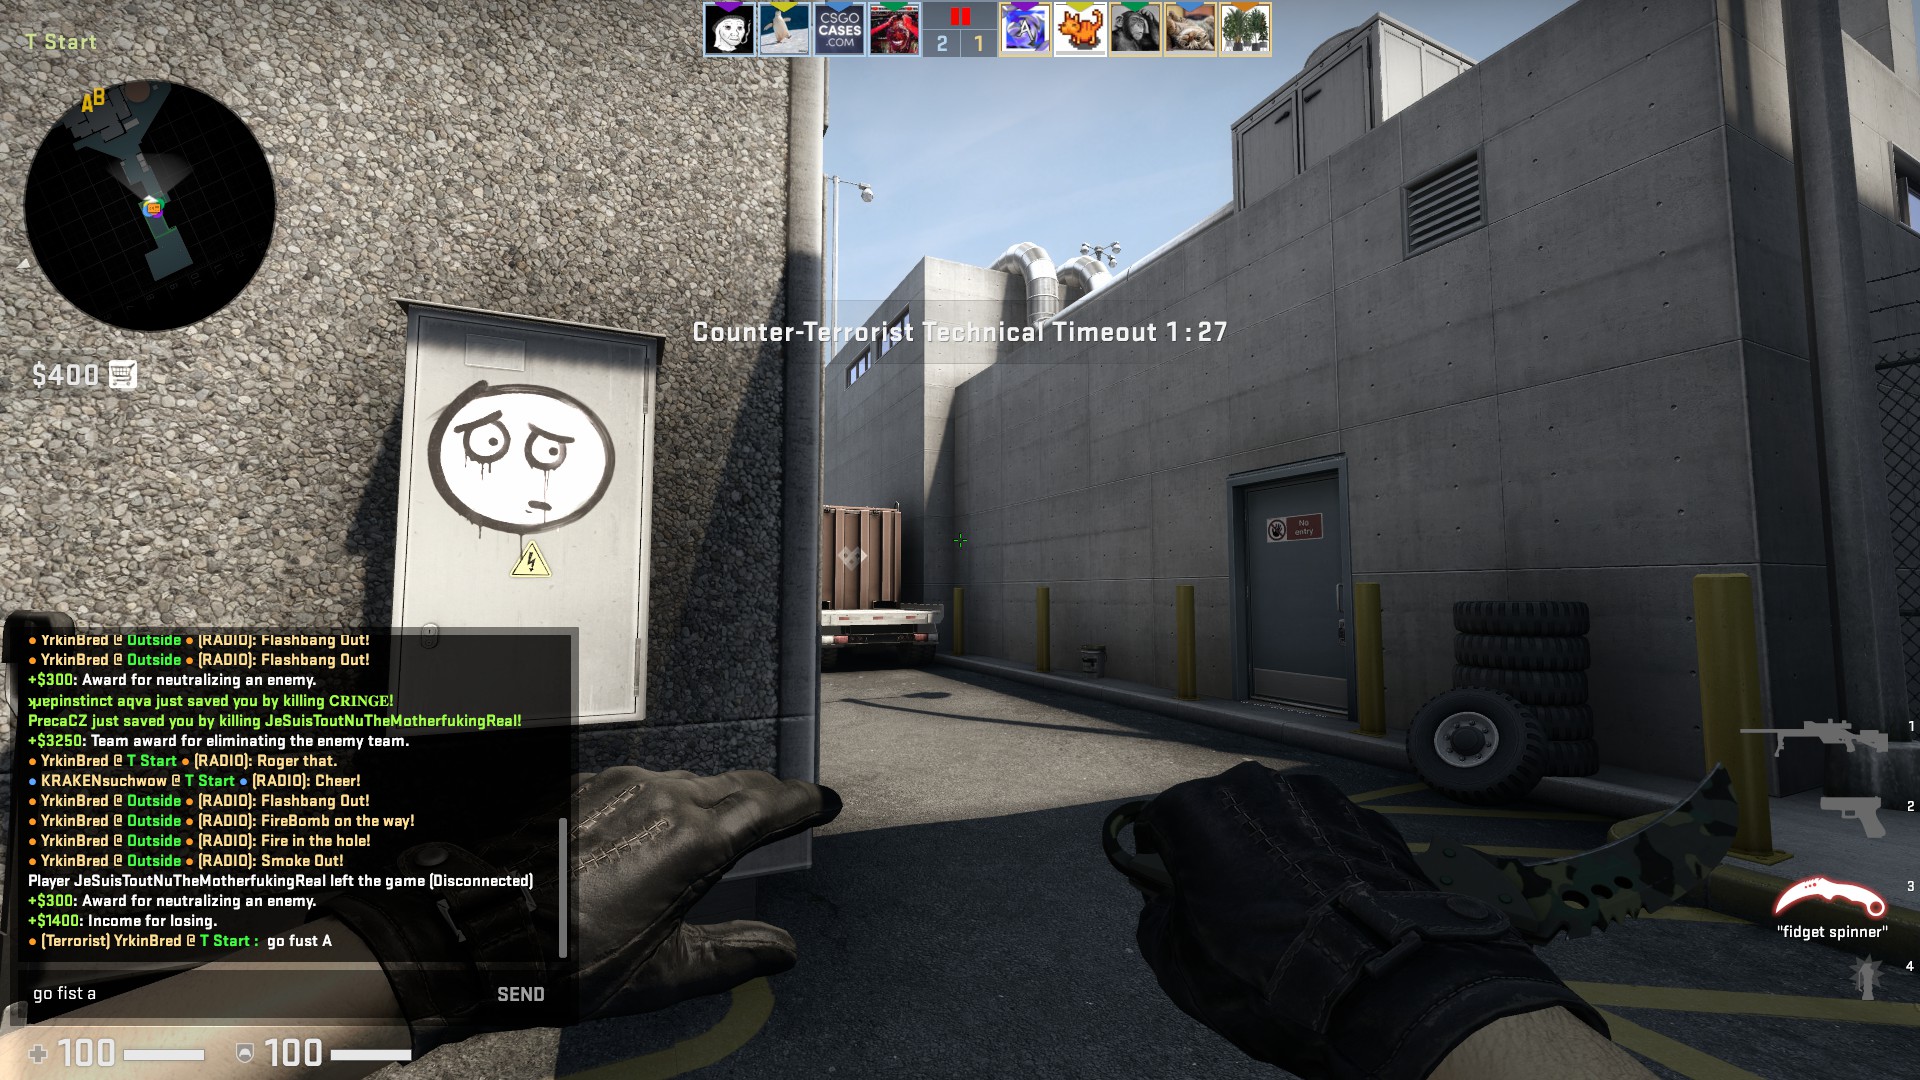 T Start
CSGO
CASES
.COM
2 1
A B
Counter-Terrorist Technical Timeout 1:27
$400
No
entry
• YrkinBred @ Outside • (RADIO): Flashbang Out!
• YrkinBred @ Outside • (RADIO): Flashbang Out!
+$300: Award for neutralizing an enemy.
χμεpinstinct aqva just saved you by killing CRINGE!
PrecaCZ just saved you by killing JeSuisToutNuTheMotherfukingReal!
+$3250: Team award for eliminating the enemy team.
• YrkinBred @ T Start • (RADIO): Roger that.
• KRAKENsuchwow @ T Start • (RADIO): Cheer!
• YrkinBred @ Outside • (RADIO): Flashbang Out!
• YrkinBred @ Outside • (RADIO): FireBomb on the way!
• YrkinBred @ Outside • (RADIO): Fire in the hole!
• YrkinBred @ Outside • (RADIO): Smoke Out!
Player JeSuisToutNuTheMotherfukingReal left the game (Disconnected)
+$300: Award for neutralizing an enemy.
+$1400: Income for losing.
• (Terrorist) YrkinBred @ T Start : go fust A
go fist a SEND
100 100
1
2
3
"fidget spinner"
4